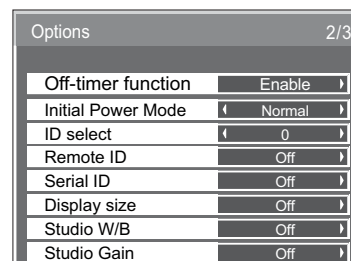 Options 2/3
Off-timer function Enable
Initial Power Mode Normal
ID select 0
Remote ID Off
Serial ID Off
Display size Off
Studio W/B Off
Studio Gain Off